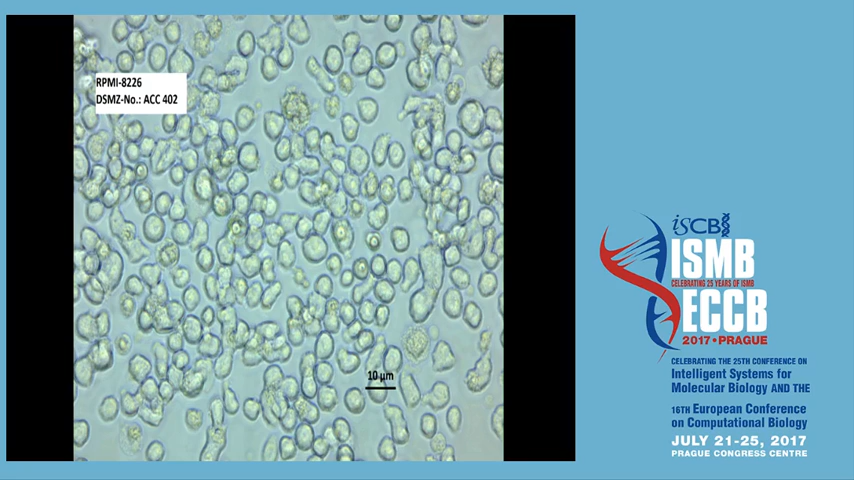 RPMI-8226
DSMZ-No.: ACC 402
10 µm
iSCB
ISMB
CELEBRATING 25 YEARS OF ISMB
ECCB
2017 • PRAGUE
CELEBRATING THE 25TH CONFERENCE ON
Intelligent Systems for
Molecular Biology AND THE
16TH European Conference
on Computational Biology
JULY 21-25, 2017
PRAGUE CONGRESS CENTRE